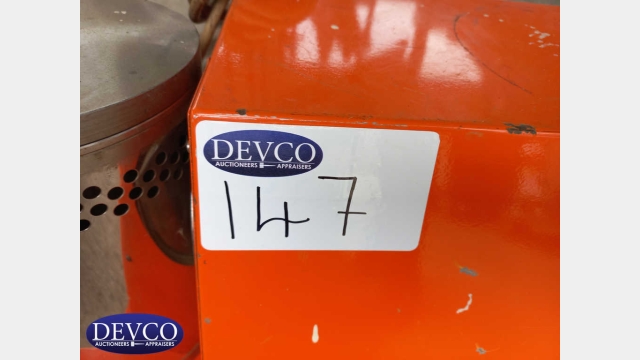 DEVCO
AUCTIONEERS APPRAISERS
147
DEVCO
AUCTIONEERS APPRAISERS